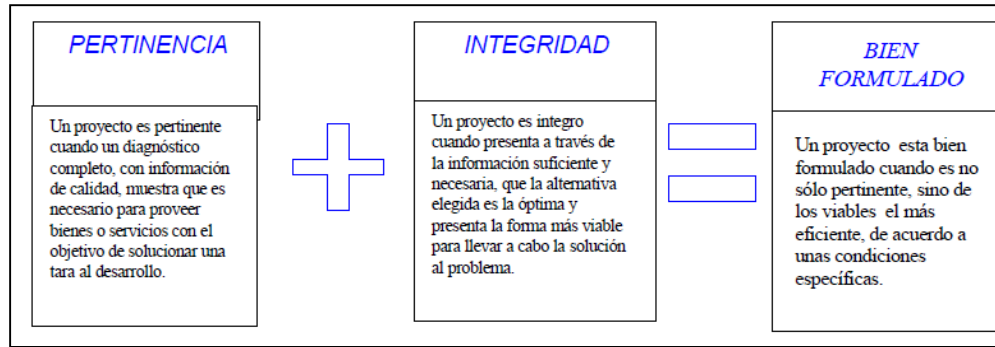 PERTINENCIA
Un proyecto es pertinente
cuando un diagnóstico
completo, con información
de calidad, muestra que es
necesario para proveer
bienes o servicios con el
objetivo de solucionar una
tara al desarrollo.
INTEGRIDAD
Un proyecto es integro
cuando presenta a través de
la información suficiente y
necesaria, que la alternativa
elegida es la óptima y
presenta la forma más viable
para llevar a cabo la solución
al problema.
BIEN
FORMULADO
Un proyecto esta bien
formulado cuando es no
sólo pertinente, sino de
los viables el más
eficiente, de acuerdo a
unas condiciones
específicas.